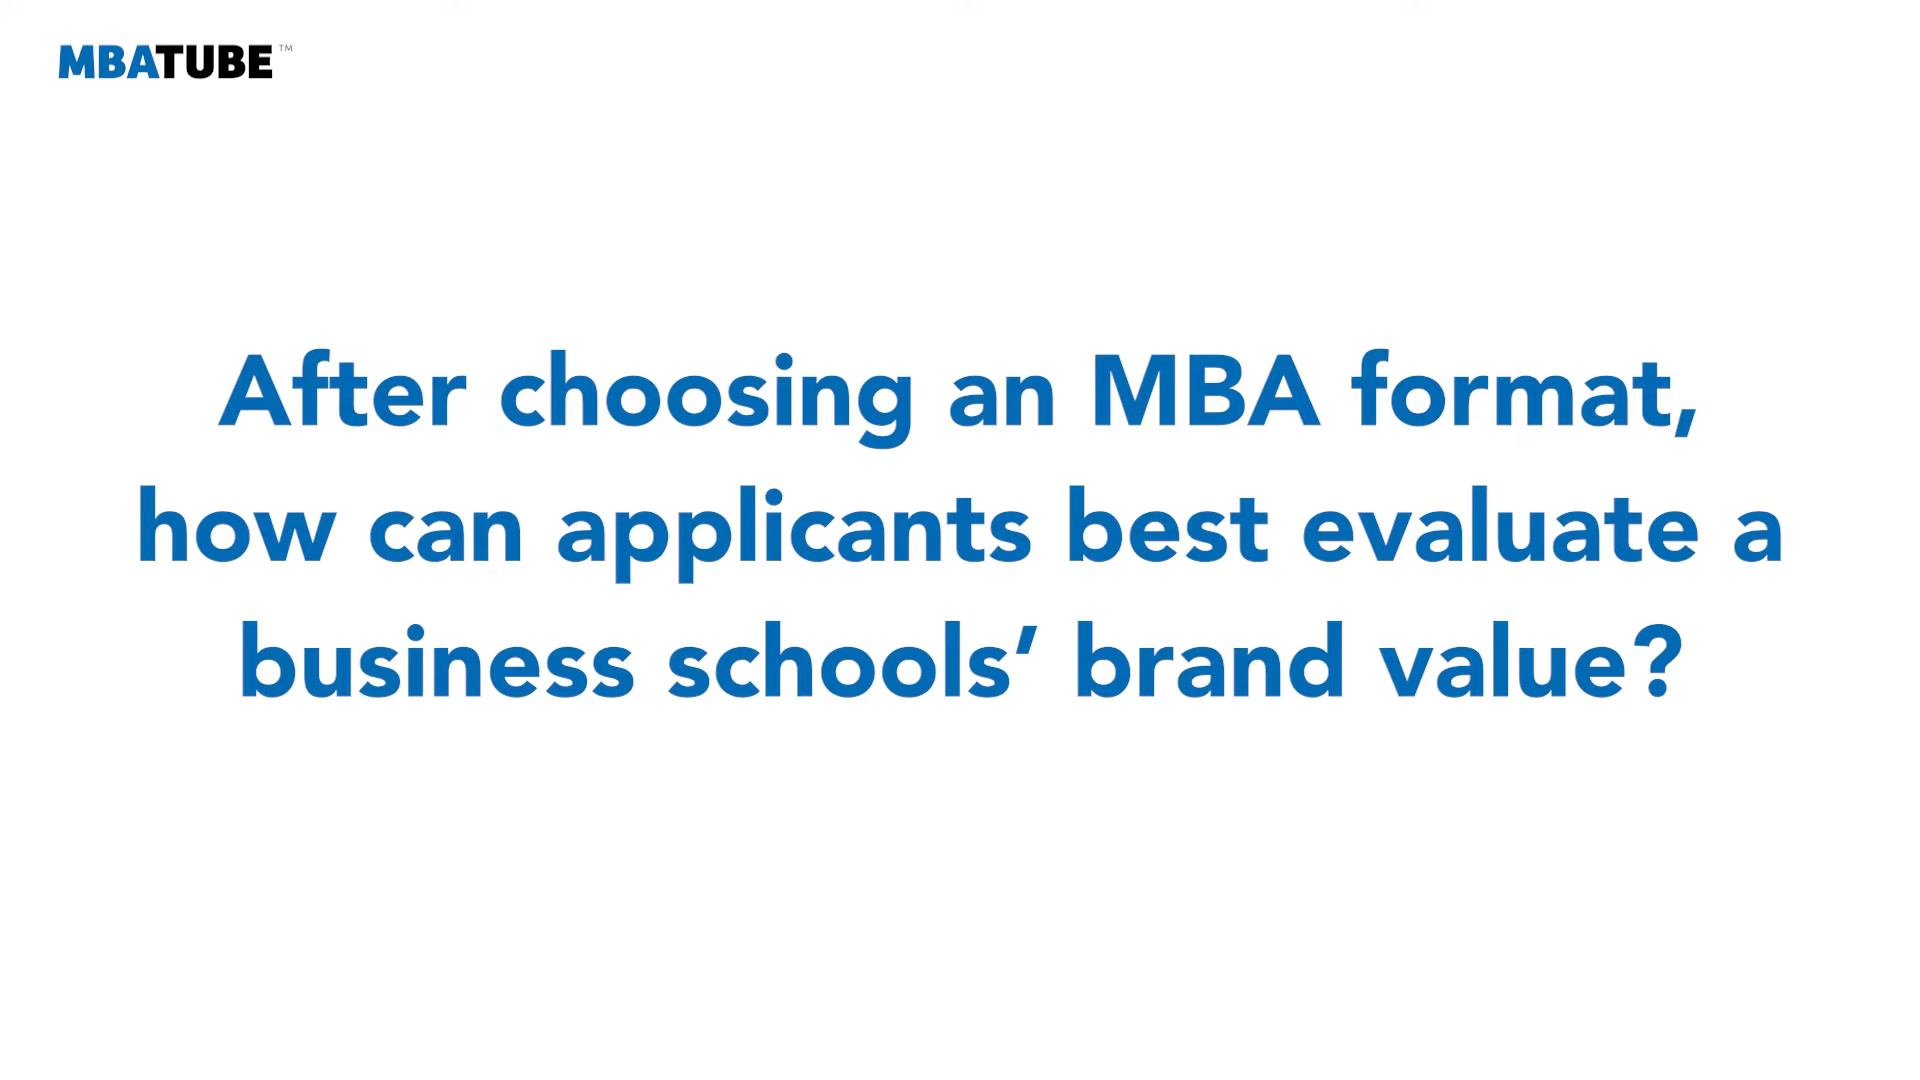 MBATUBE™
After choosing an MBA format,
how can applicants best evaluate a
business schools’ brand value?